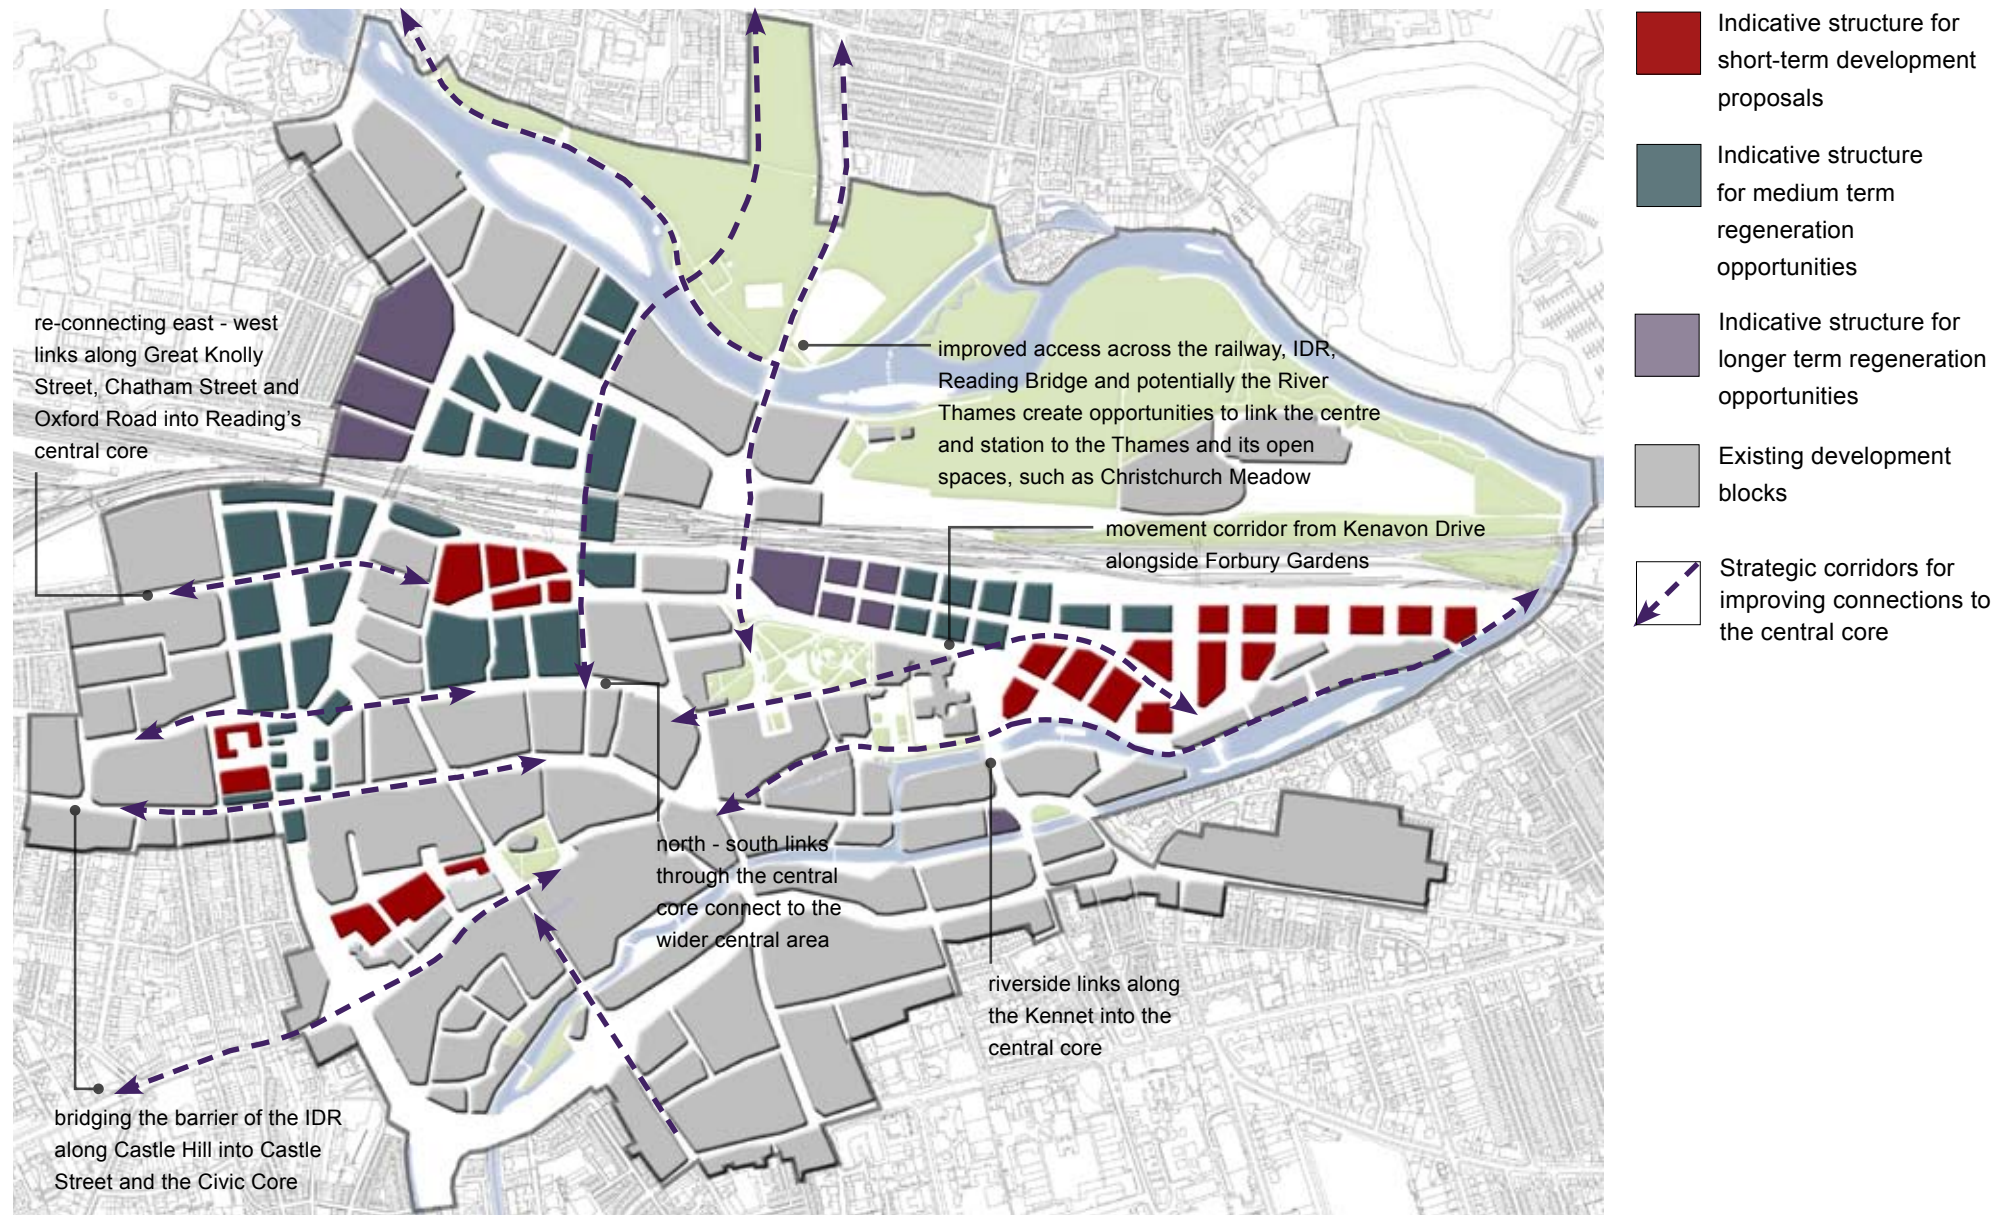 re-connecting east - west
links along Great Knolly
Street, Chatham Street and
Oxford Road into Reading's
central core
improved access across the railway, IDR,
Reading Bridge and potentially the River
Thames create opportunities to link the centre
and station to the Thames and its open
spaces, such as Christchurch Meadow
movement corridor from Kenavon Drive
alongside Forbury Gardens
north - south links
through the central
core connect to the
wider central area
riverside links along
the Kennet into the
central core
bridging the barrier of the IDR
along Castle Hill into Castle
Street and the Civic Core
Indicative structure for
short-term development
proposals
Indicative structure
for medium term
regeneration
opportunities
Indicative structure for
longer term regeneration
opportunities
Existing development
blocks
Strategic corridors for
improving connections to
the central core